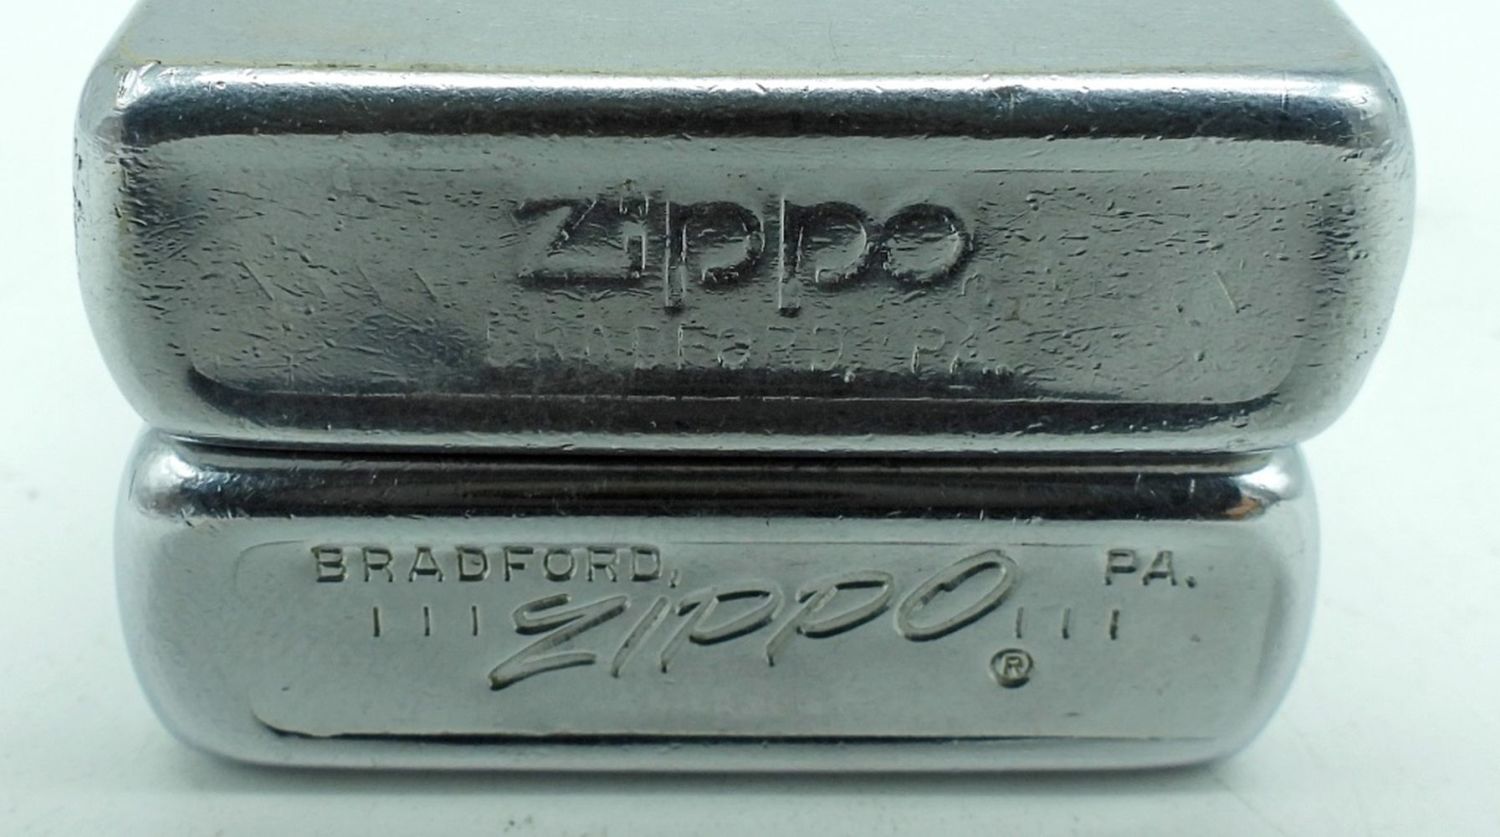 zippo
BRADFORD, PA.
BRADFORD, PA.
||| ZIPPO |||
®